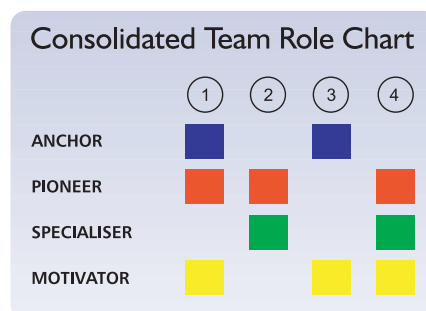 Consolidated Team Role Chart
1 2 3 4
ANCHOR
PIONEER
SPECIALISER
MOTIVATOR